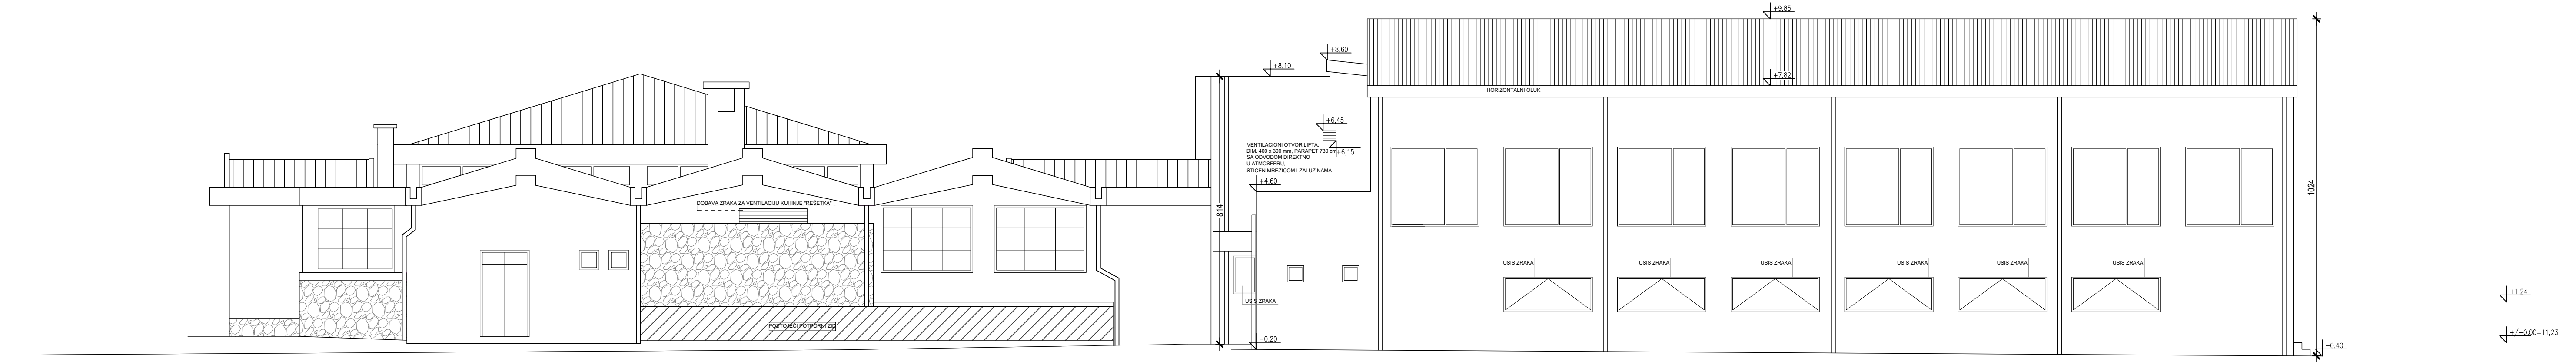 +9,85
+8,60
+8,10
+7,82
HORIZONTALNI OLUK
+6,45
VENTILACIONI OTVOR LIFTA:
DIM. 400 x 300 mm, PARAPET 730 cm
SA ODVODOM DIREKTNO
U ATMOSFERU,
ŠTIĆEN MREŽICOM I ŽALUZINAMA
+6,15
+4,60
1024
814
DOBAVA ZRAKA ZA VENTILACIJU KUHINJE "REŠETKA"
USIS ZRAKA
USIS ZRAKA
USIS ZRAKA
USIS ZRAKA
USIS ZRAKA
USIS ZRAKA
USIS ZRAKA
+1,24
POSTOJEĆI POTPORNI ZID
+/-0,00=11,23
-0,20
-0,40